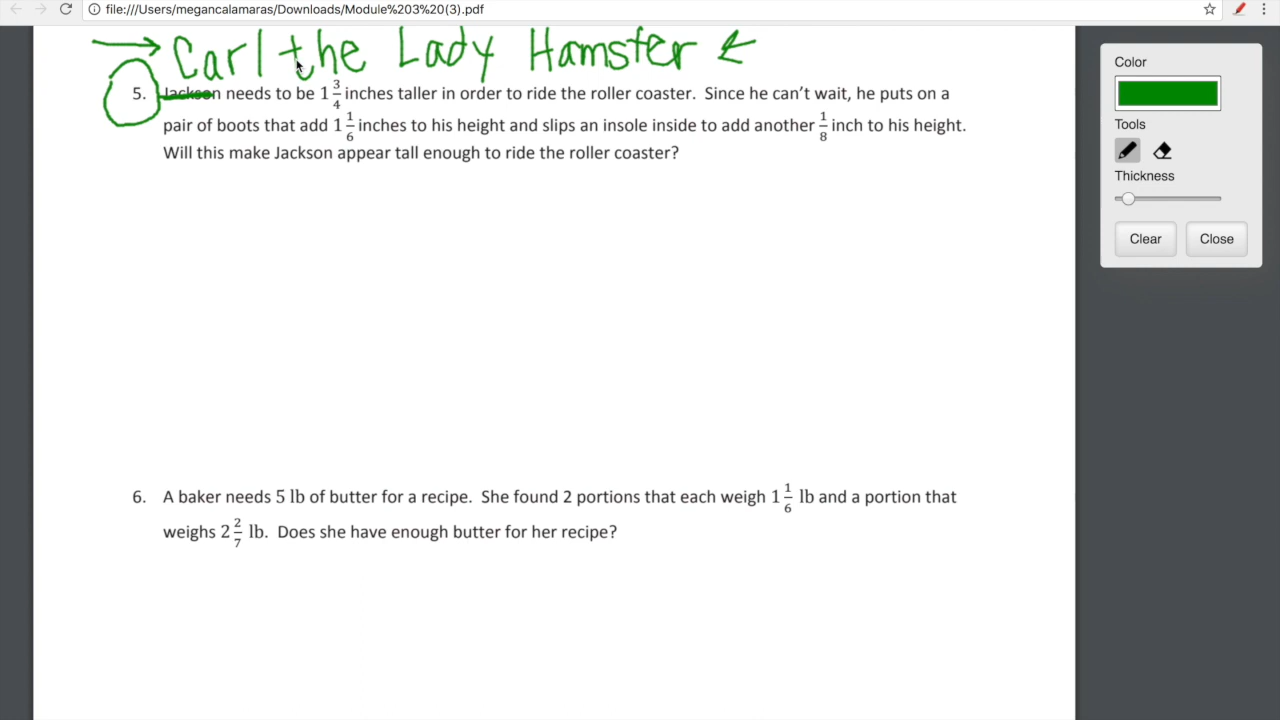 file:///Users/megancalamaras/Downloads/Module%203%20(3).pdf
→ Carl the Lady Hamster ←
5. Jackson needs to be 1 3/4 inches taller in order to ride the roller coaster. Since he can't wait, he puts on a
pair of boots that add 1 1/6 inches to his height and slips an insole inside to add another 1/8 inch to his height.
Will this make Jackson appear tall enough to ride the roller coaster?
6. A baker needs 5 lb of butter for a recipe. She found 2 portions that each weigh 1 1/6 lb and a portion that
weighs 2 2/7 lb. Does she have enough butter for her recipe?
Color
Tools
Thickness
Clear Close